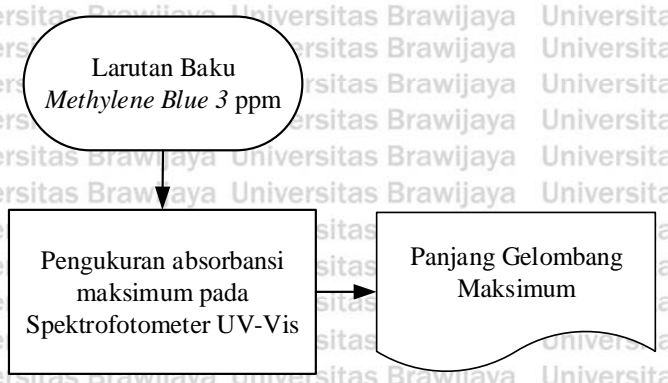 Larutan Baku
Methylene Blue 3 ppm
Pengukuran absorbansi
maksimum pada
Spektrofotometer UV-Vis
Panjang Gelombang
Maksimum